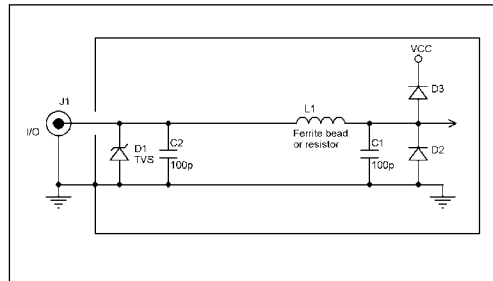 VCC
D3
J1
L1
I/O
Ferrite bead
or resistor
D1
TVS
C2
100p
C1
100p
D2